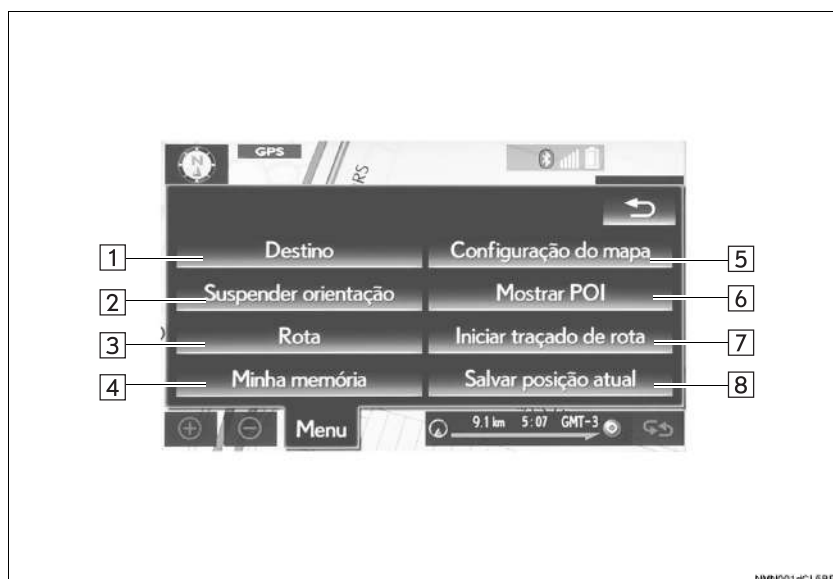 GPS
RS
1 Destino Configuração do mapa 5
2 Suspender orientação Mostrar POI 6
3 Rota Iniciar traçado de rota 7
4 Minha memória Salvar posição atual 8
Menu 9.1 km 5:07 GMT-3